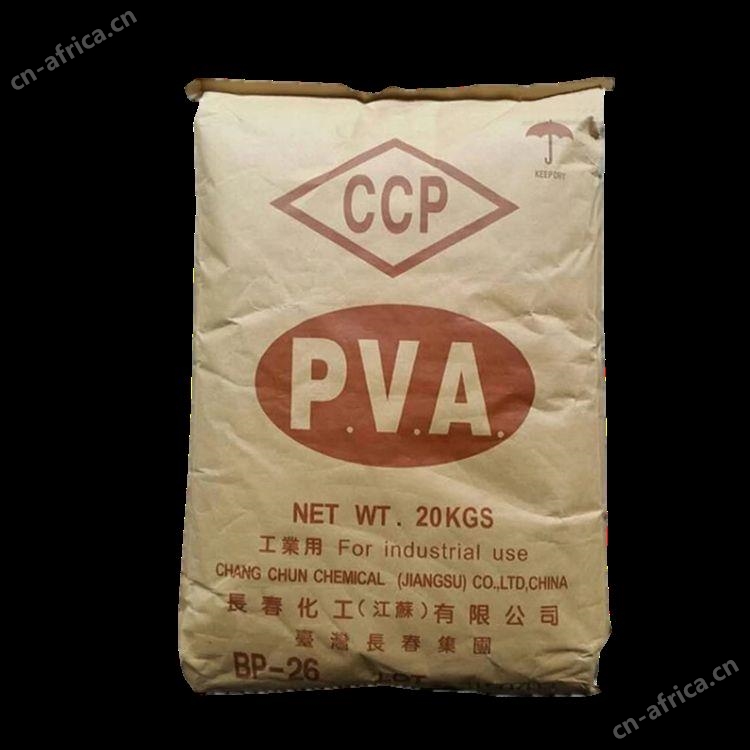 cn-africa.cn
KEEP DRY
CCP
P.V.A.
NET WT. 20KGS
工業用 For industrial use
CHANG CHUN CHEMICAL (JIANGSU) CO.,LTD,CHINA
長春化工(江蘇)有限公司
臺灣長春集團
BP-26 LOT
cn-africa.cn